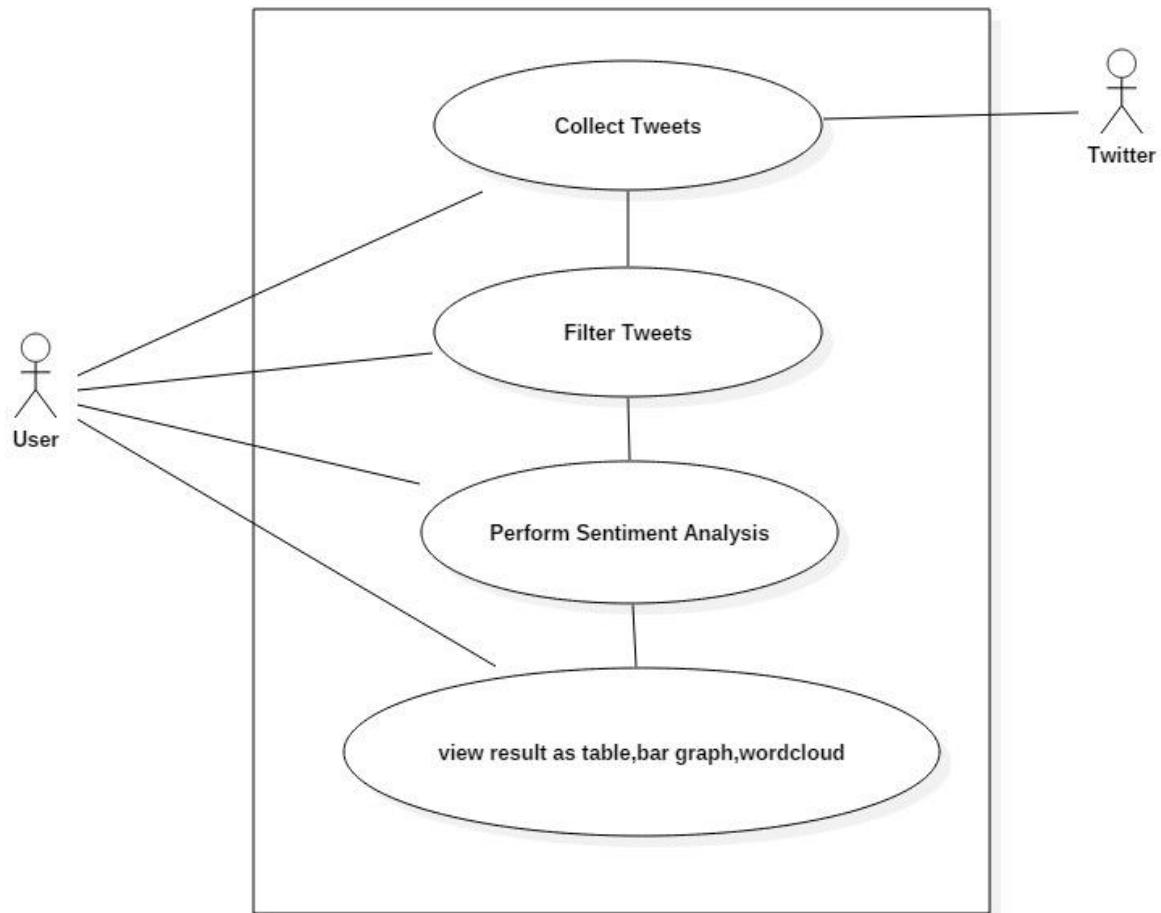 Collect Tweets
Twitter
Filter Tweets
User
Perform Sentiment Analysis
view result as table,bar graph,wordcloud